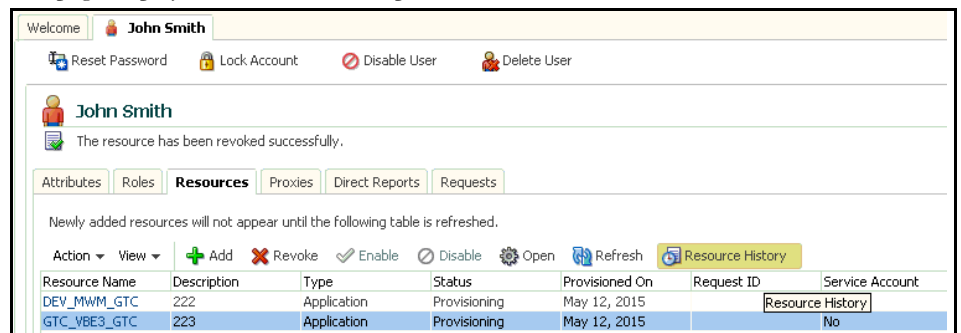 Welcome John Smith
Reset Password Lock Account Disable User Delete User
John Smith
The resource has been revoked successfully.
Attributes Roles Resources Proxies Direct Reports Requests
Newly added resources will not appear until the following table is refreshed.
Action View Add Revoke Enable Disable Open Refresh Resource History
Resource Name Description Type Status Provisioned On Request ID Service Account
DEV_MWM_GTC 222 Application Provisioning May 12, 2015 Resource History
GTC_VBE3_GTC 223 Application Provisioning May 12, 2015 No